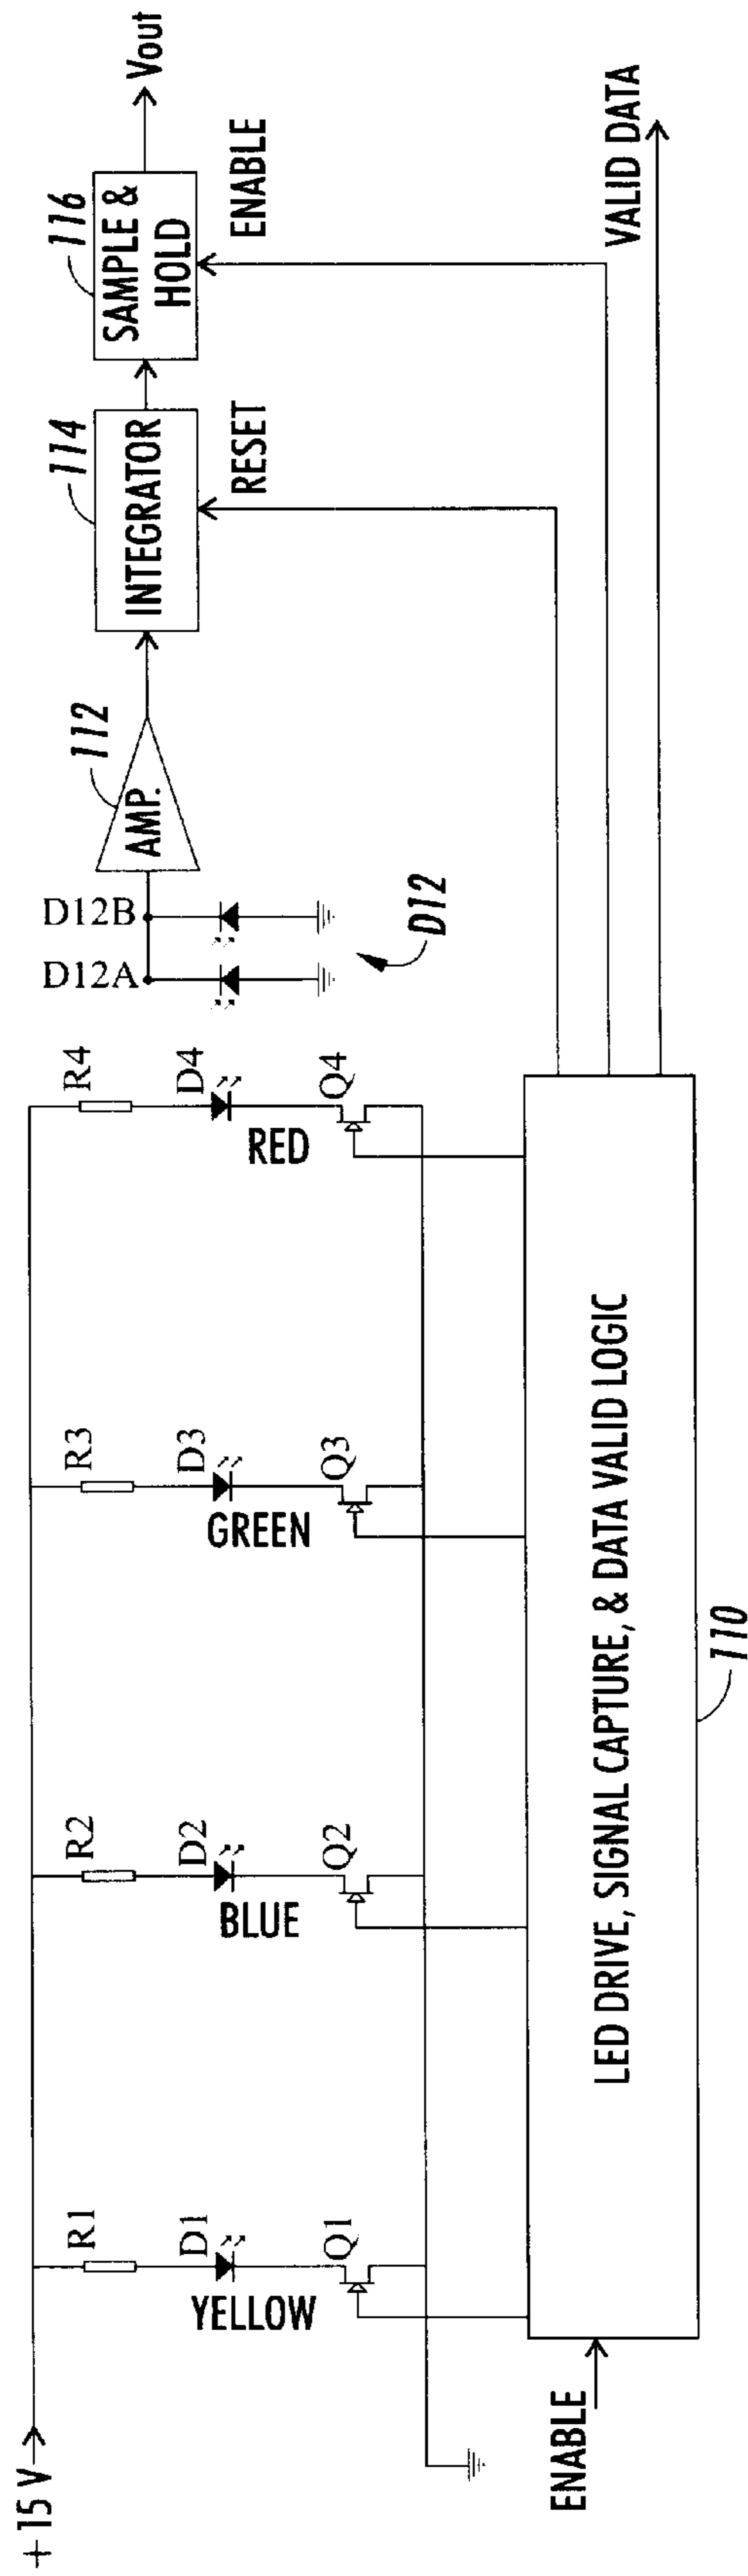 + 15 V
R1
R2
R3
R4
D1
D2
D3
D4
YELLOW
BLUE
GREEN
RED
Q1
Q2
Q3
Q4
D12A
D12B
D12
112
AMP.
114
INTEGRATOR
RESET
116
SAMPLE &
HOLD
ENABLE
Vout
VALID DATA
ENABLE
LED DRIVE, SIGNAL CAPTURE, & DATA VALID LOGIC
110